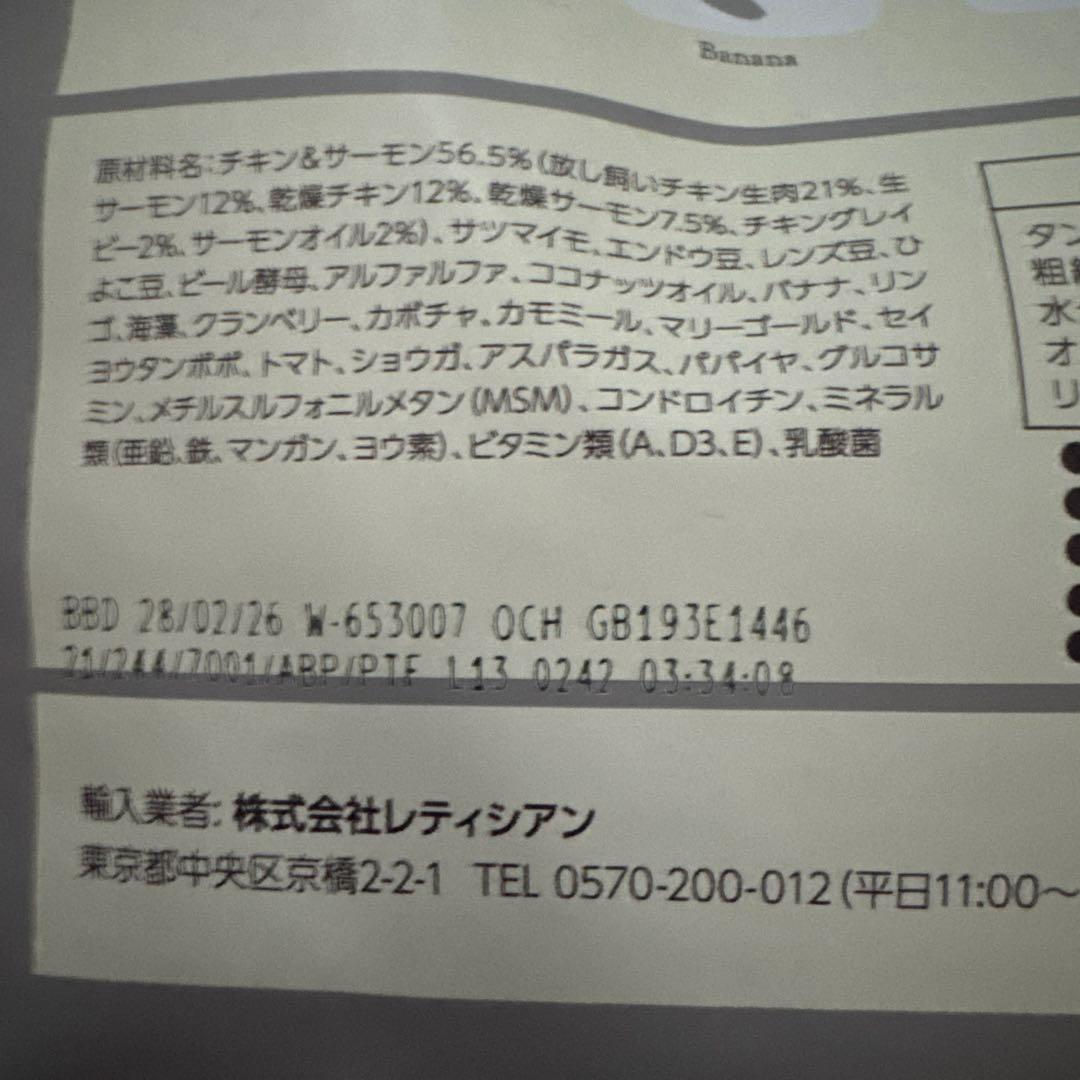 Banana
原材料名:チキン&サーモン56.5%(放し飼いチキン生肉21%、生
サーモン12%、乾燥チキン12%、乾燥サーモン7.5%、チキングレイ
ビー2%、サーモンオイル2%)、サツマイモ、エンドウ豆、レンズ豆、ひ
よこ豆、ビール酵母、アルファルファ、ココナッツオイル、バナナ、リン
ゴ、海藻、クランベリー、カボチャ、カモミール、マリーゴールド、セイ
ヨウタンポポ、トマト、ショウガ、アスパラガス、パパイヤ、グルコサ
ミン、メチルスルフォニルメタン(MSM)、コンドロイチン、ミネラル
類(亜鉛、鉄、マンガン、ヨウ素)、ビタミン類(A、D3、E)、乳酸菌
タン
粗
水
オ
リ
BBD 28/02/26 W-653007 OCH GB193E1446
21/244/7001/ABP/PTF L13 0242 03:34:08
輸入業者: 株式会社レティシアン
東京都中央区京橋2-2-1 TEL 0570-200-012(平日11:00〜